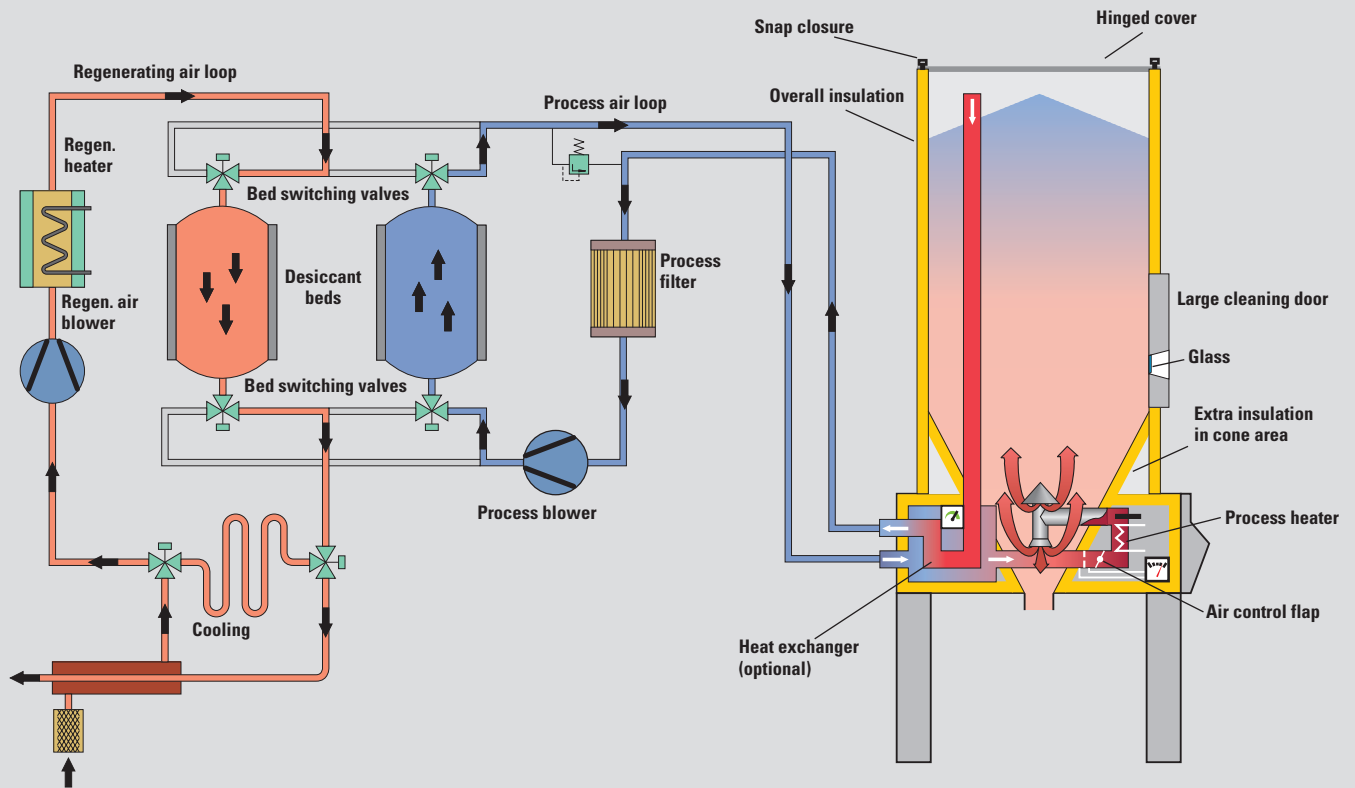 Hinged cover
Snap closure
Regenerating air loop
Process air loop
Overall insulation
Regen.
heater
Bed switching valves
Desiccant
beds
Process
filter
Regen. air
blower
Large cleaning door
Glass
Bed switching valves
Extra insulation
in cone area
Process blower
Process heater
Cooling
Air control flap
Heat exchanger
(optional)